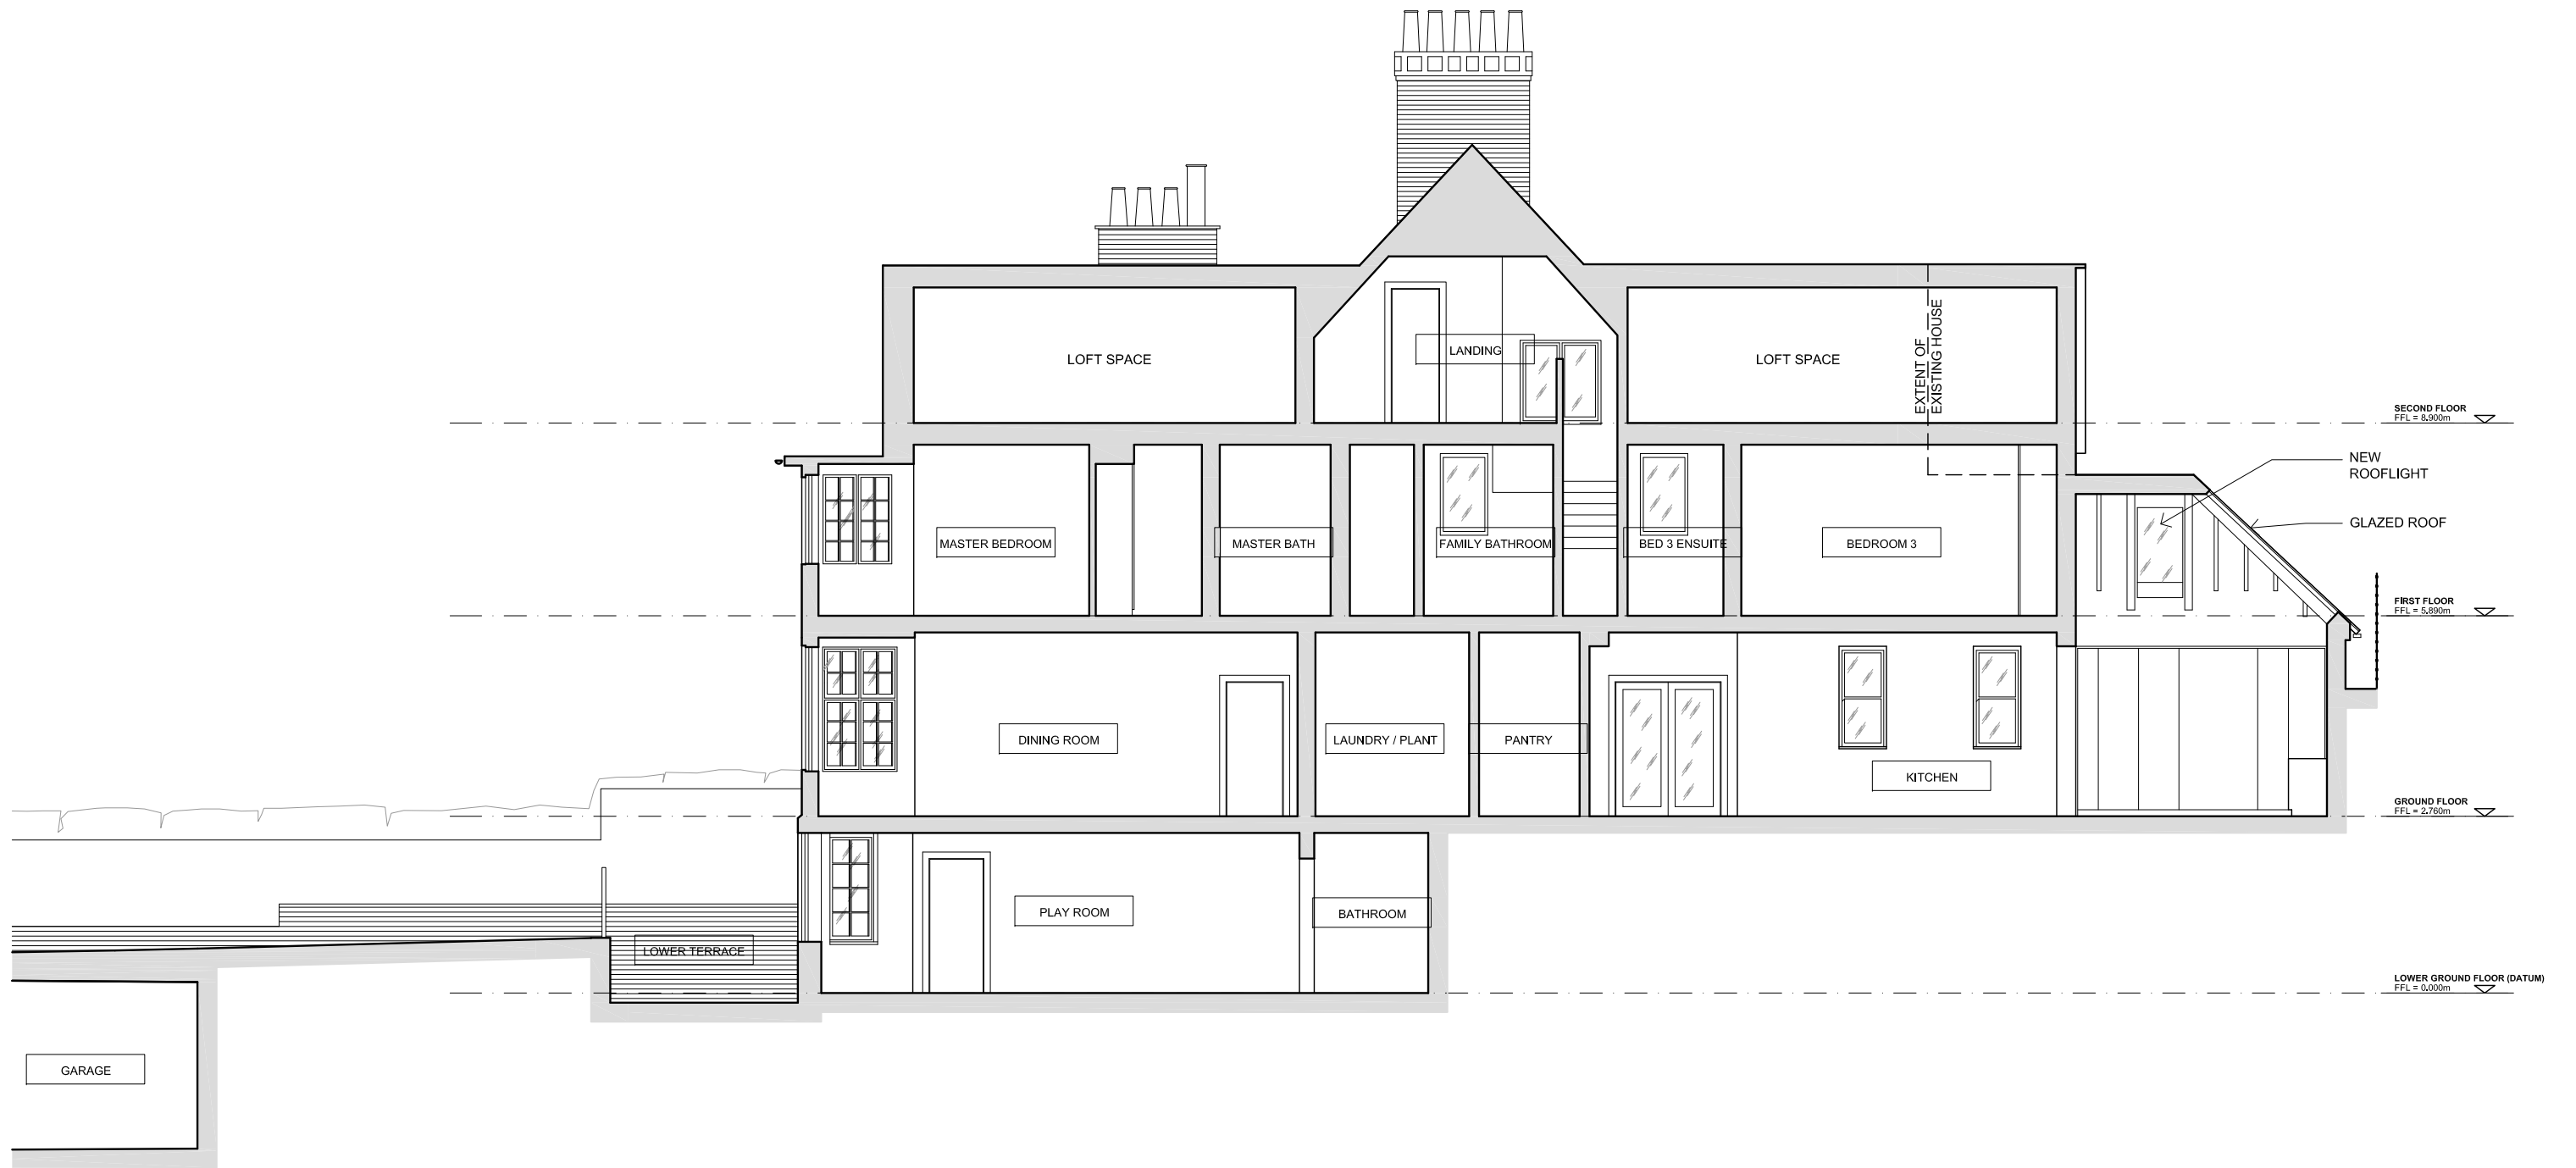 LANDING
LOFT SPACE
LOFT SPACE
EXTENT OF
EXISTING HOUSE
SECOND FLOOR
FFL = 8.900m
NEW
ROOFLIGHT
GLAZED ROOF
MASTER BEDROOM
MASTER BATH
FAMILY BATHROOM
BED 3 ENSUITE
BEDROOM 3
FIRST FLOOR
FFL = 5.890m
DINING ROOM
LAUNDRY / PLANT
PANTRY
KITCHEN
GROUND FLOOR
FFL = 2.760m
PLAY ROOM
BATHROOM
LOWER TERRACE
LOWER GROUND FLOOR (DATUM)
FFL = 0.000m
GARAGE